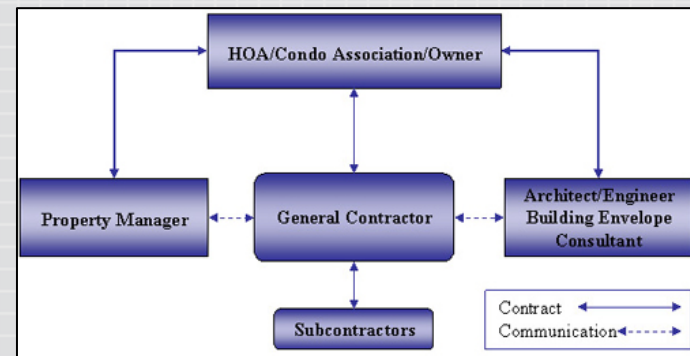 HOA/Condo Association/Owner
Property Manager
General Contractor
Architect/Engineer
Building Envelope
Consultant
Subcontractors
Contract
Communication